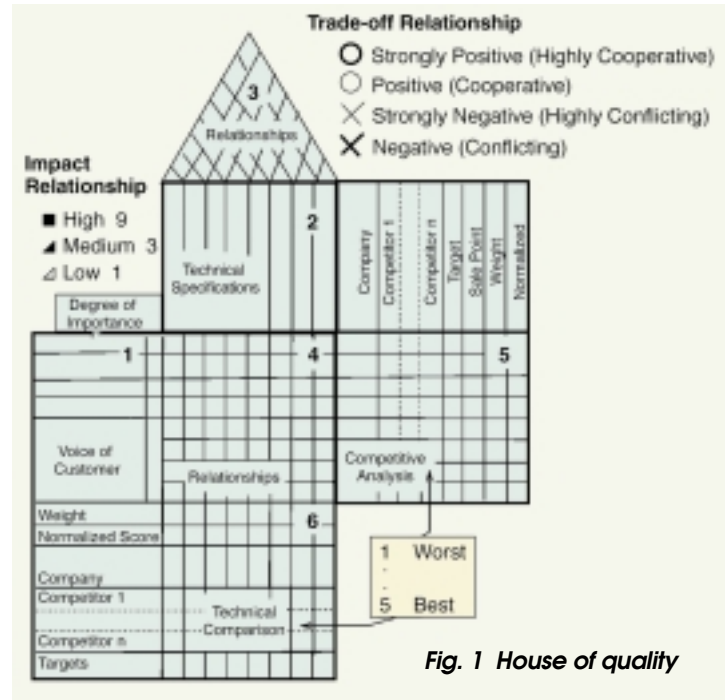 Trade-off Relationship
Strongly Positive (Highly Cooperative)
Positive (Cooperative)
Strongly Negative (Highly Conflicting)
Negative (Conflicting)
3
Relationships
Impact
Relationship
High 9
Medium 3
Low 1
Degree of
Importance
2
Technical
Specifications
Company
Competitor 1
Competitor n
Target
Sale Point
Weight
Normalized
1
4
5
Voice of
Customer
Relationships
Competitive
Analysis
Weight
6
Normalized Score
Company
Competitor 1
Technical
Comparison
Competitor n
Targets
1 Worst
.
.
5 Best
Fig. 1 House of quality